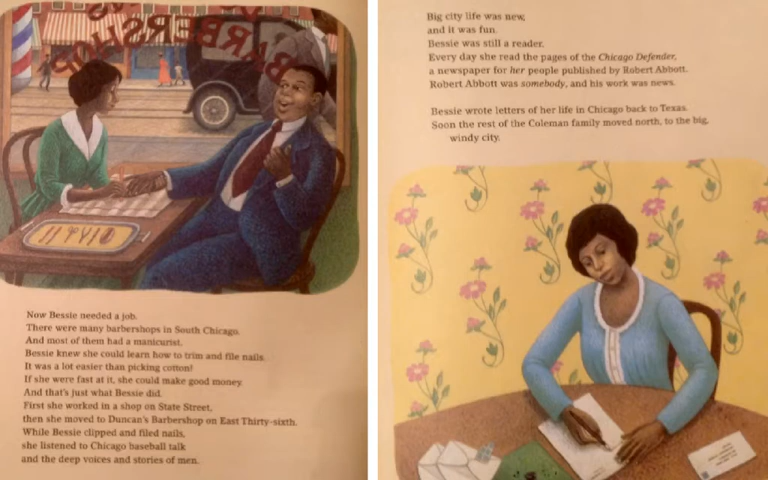 BARBERSHOP
Now Bessie needed a job.
There were many barbershops in South Chicago.
And most of them had a manicurist.
Bessie knew she could learn how to trim and file nails.
It was a lot easier than picking cotton!
If she were fast at it, she could make good money.
And that's just what Bessie did.
First she worked in a shop on State Street,
then she moved to Duncan's Barbershop on East Thirty-sixth.
While Bessie clipped and filed nails,
she listened to Chicago baseball talk
and the deep voices and stories of men.
Big city life was new,
and it was fun.
Bessie was still a reader.
Every day she read the pages of the Chicago Defender,
a newspaper for her people published by Robert Abbott.
Robert Abbott was somebody, and his work was news.
Bessie wrote letters of her life in Chicago back to Texas.
Soon the rest of the Coleman family moved north, to the big,
windy city.